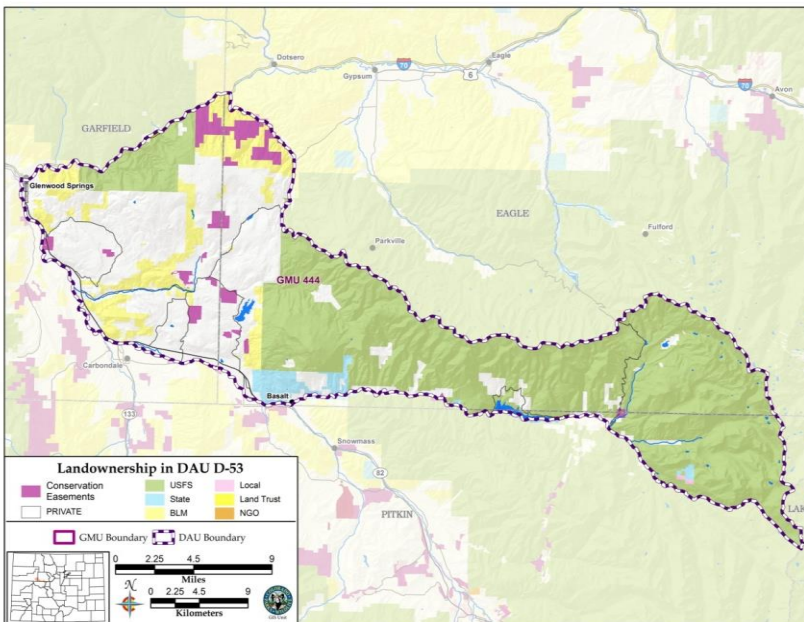 Dotsero
Eagle
Gypsum
70
6
70
Avon
GARFIELD
Glenwood Springs
EAGLE
Fulford
Parkville
GMU 444
Carbondale
Basalt
133
Snowmass
82
PITKIN
LAK
Landownership in DAU D-53
Conservation Easements
PRIVATE
USFS
State
BLM
Local
Land Trust
NGO
GMU Boundary
DAU Boundary
0 2.25 4.5 9
Miles
N
0 2.25 4.5 9
Kilometers